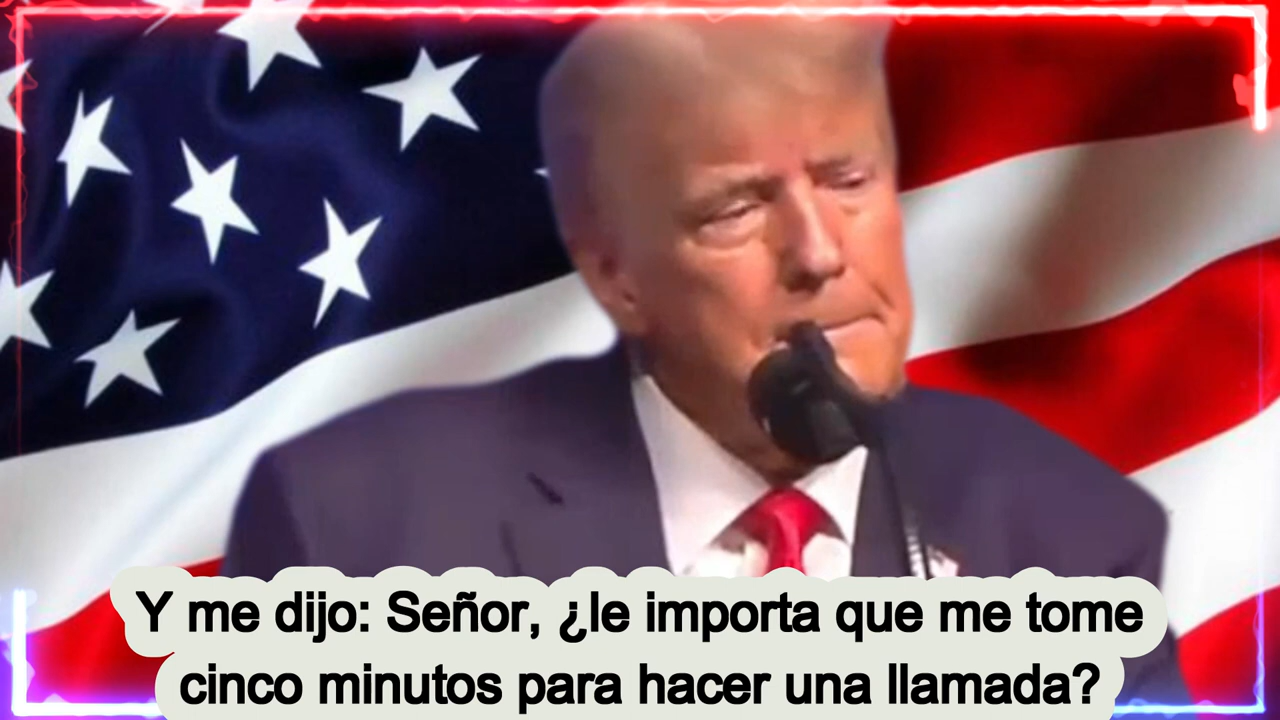 Y me dijo: Señor, ¿le importa que me tome
cinco minutos para hacer una llamada?